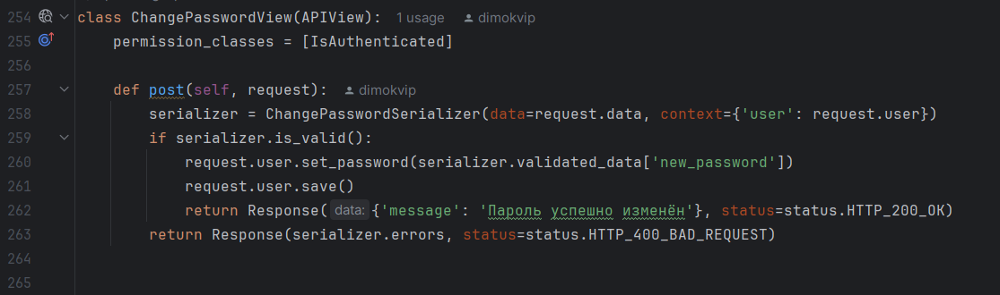 254 class ChangePasswordView(APIView): 1 usage dimokvip
255 permission_classes = [IsAuthenticated]
256
257 def post(self, request): dimokvip
258 serializer = ChangePasswordSerializer(data=request.data, context={'user': request.user})
259 if serializer.is_valid():
260 request.user.set_password(serializer.validated_data['new_password'])
261 request.user.save()
262 return Response( data: {'message': 'Пароль успешно изменён'}, status=status.HTTP_200_OK)
263 return Response(serializer.errors, status=status.HTTP_400_BAD_REQUEST)
264
265